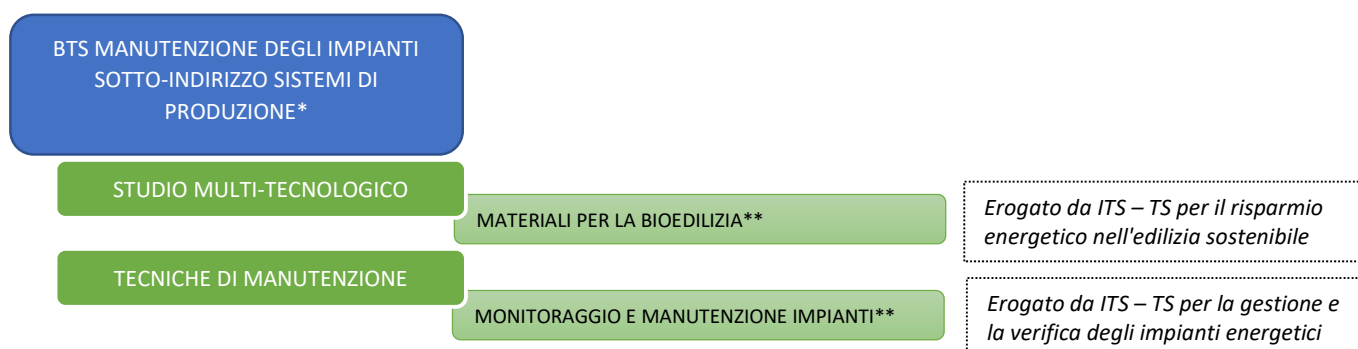 BTS MANUTENZIONE DEGLI IMPIANTI
SOTTO-INDIRIZZO SISTEMI DI
PRODUZIONE*
STUDIO MULTI-TECNOLOGICO
MATERIALI PER LA BIOEDILIZIA**
Erogato da ITS – TS per il risparmio
energetico nell'edilizia sostenibile
TECNICHE DI MANUTENZIONE
MONITORAGGIO E MANUTENZIONE IMPIANTI**
Erogato da ITS – TS per la gestione e
la verifica degli impianti energetici